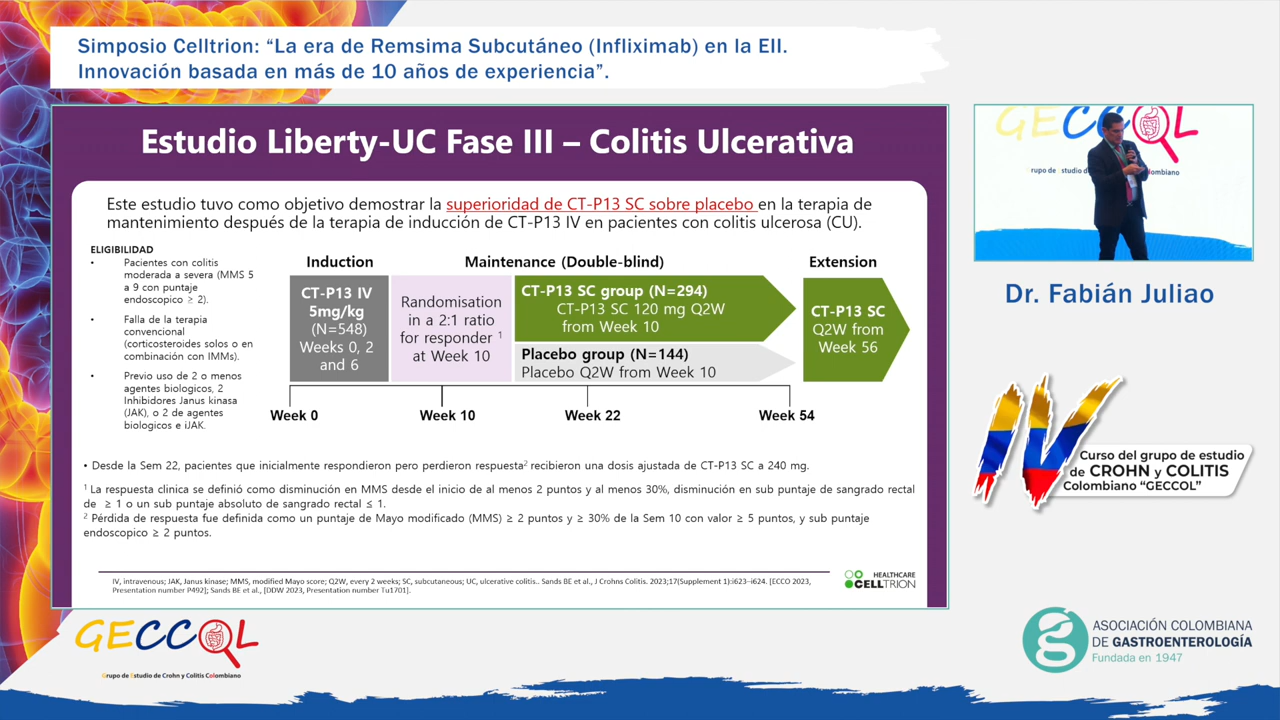 Simposio Celltrion: “La era de Remsima Subcutáneo (Infliximab) en la EII.
Innovación basada en más de 10 años de experiencia”.
Estudio Liberty-UC Fase III – Colitis Ulcerativa
Este estudio tuvo como objetivo demostrar la superioridad de CT-P13 SC sobre placebo en la terapia de
mantenimiento después de la terapia de inducción de CT-P13 IV en pacientes con colitis ulcerosa (CU).
ELIGIBILIDAD
• Pacientes con colitis
moderada a severa (MMS 5
a 9 con puntaje
endoscopico ≥ 2).
• Falla de la terapia
convencional
(corticosteroides solos o en
combinación con IMMs).
• Previo uso de 2 o menos
agentes biologicos, 2
Inhibidores Janus kinasa
(JAK), o 2 de agentes
biologicos e iJAK.
Induction
Maintenance (Double-blind)
Extension
CT-P13 IV
5mg/kg
(N=548)
Weeks 0, 2
and 6
Randomisation
in a 2:1 ratio
for responder ¹
at Week 10
CT-P13 SC group (N=294)
CT-P13 SC 120 mg Q2W
from Week 10
Placebo group (N=144)
Placebo Q2W from Week 10
CT-P13 SC
Q2W from
Week 56
Week 0
Week 10
Week 22
Week 54
• Desde la Sem 22, pacientes que inicialmente respondieron pero perdieron respuesta² recibieron una dosis ajustada de CT-P13 SC a 240 mg.
¹ La respuesta clinica se definió como disminución en MMS desde el inicio de al menos 2 puntos y al menos 30%, disminución en sub puntaje de sangrado rectal
de ≥ 1 o un sub puntaje absoluto de sangrado rectal ≤ 1.
² Pérdida de respuesta fue definida como un puntaje de Mayo modificado (MMS) ≥ 2 puntos y ≥ 30% de la Sem 10 con valor ≥ 5 puntos, y sub puntaje
endoscopico ≥ 2 puntos.
IV, intravenous; JAK, Janus kinase; MMS, modified Mayo score; Q2W, every 2 weeks; SC, subcutaneous; UC, ulcerative colitis.. Sands BE et al., J Crohns Colitis. 2023;17(Supplement 1):i623–i624. [ECCO 2023,
Presentation number P492]; Sands BE et al., [DDW 2023, Presentation number Tu1701].
HEALTHCARE
CELLTRION
GECCOL
rupo de studio d
lombiano
Dr. Fabián Juliao
IV
Curso del grupo de estudio
de CROHN y COLITIS
Colombiano “GECCOL”
GECCOL
Grupo de Estudio de Crohn y Colitis Colombiano
ASOCIACIÓN COLOMBIANA
DE GASTROENTEROLOGÍA
Fundada en 1947